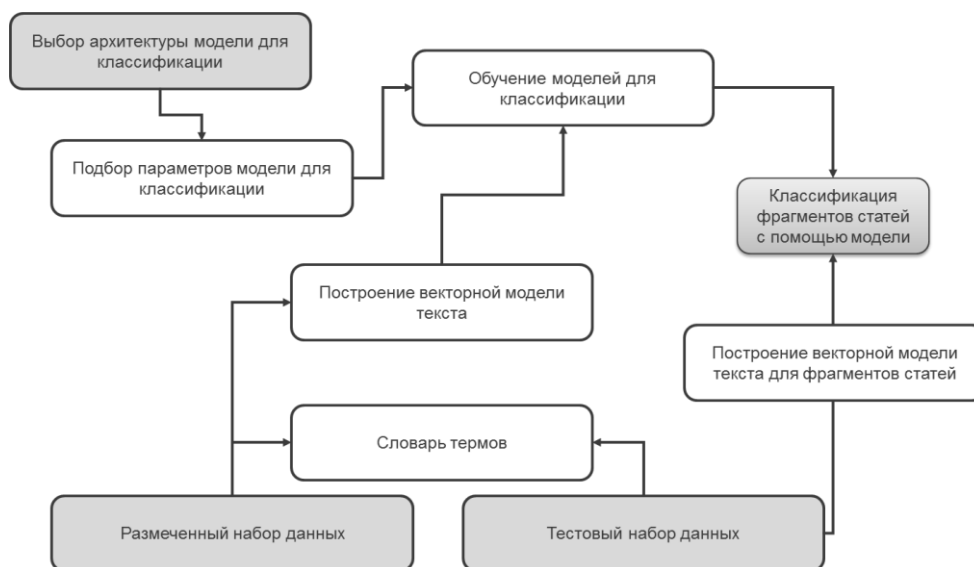 Выбор архитектуры модели для
классификации
Обучение моделей для
классификации
Подбор параметров модели для
классификации
Классификация
фрагментов статей
с помощью модели
Построение векторной модели
текста
Построение векторной модели
текста для фрагментов статей
Словарь термов
Размеченный набор данных
Тестовый набор данных